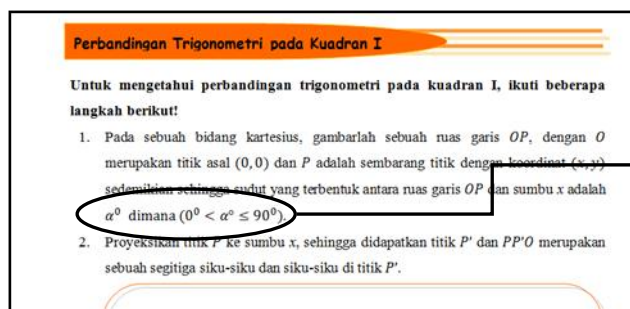 Perbandingan Trigonometri pada Kuadran I
Untuk mengetahui perbandingan trigonometri pada kuadran I, ikuti beberapa
langkah berikut!
1. Pada sebuah bidang kartesius, gambarlah sebuah ruas garis OP, dengan O
merupakan titik asal (0,0) dan P adalah sembarang titik dengan koordinat (x,y)
sedemikian sehingga sudut yang terbentuk antara ruas garis OP dan sumbu x adalah
α⁰ dimana (0⁰ < α° ≤ 90⁰).
2. Proyeksikan titik P ke sumbu x, sehingga didapatkan titik P' dan PP'O merupakan
sebuah segitiga siku-siku dan siku-siku di titik P'.